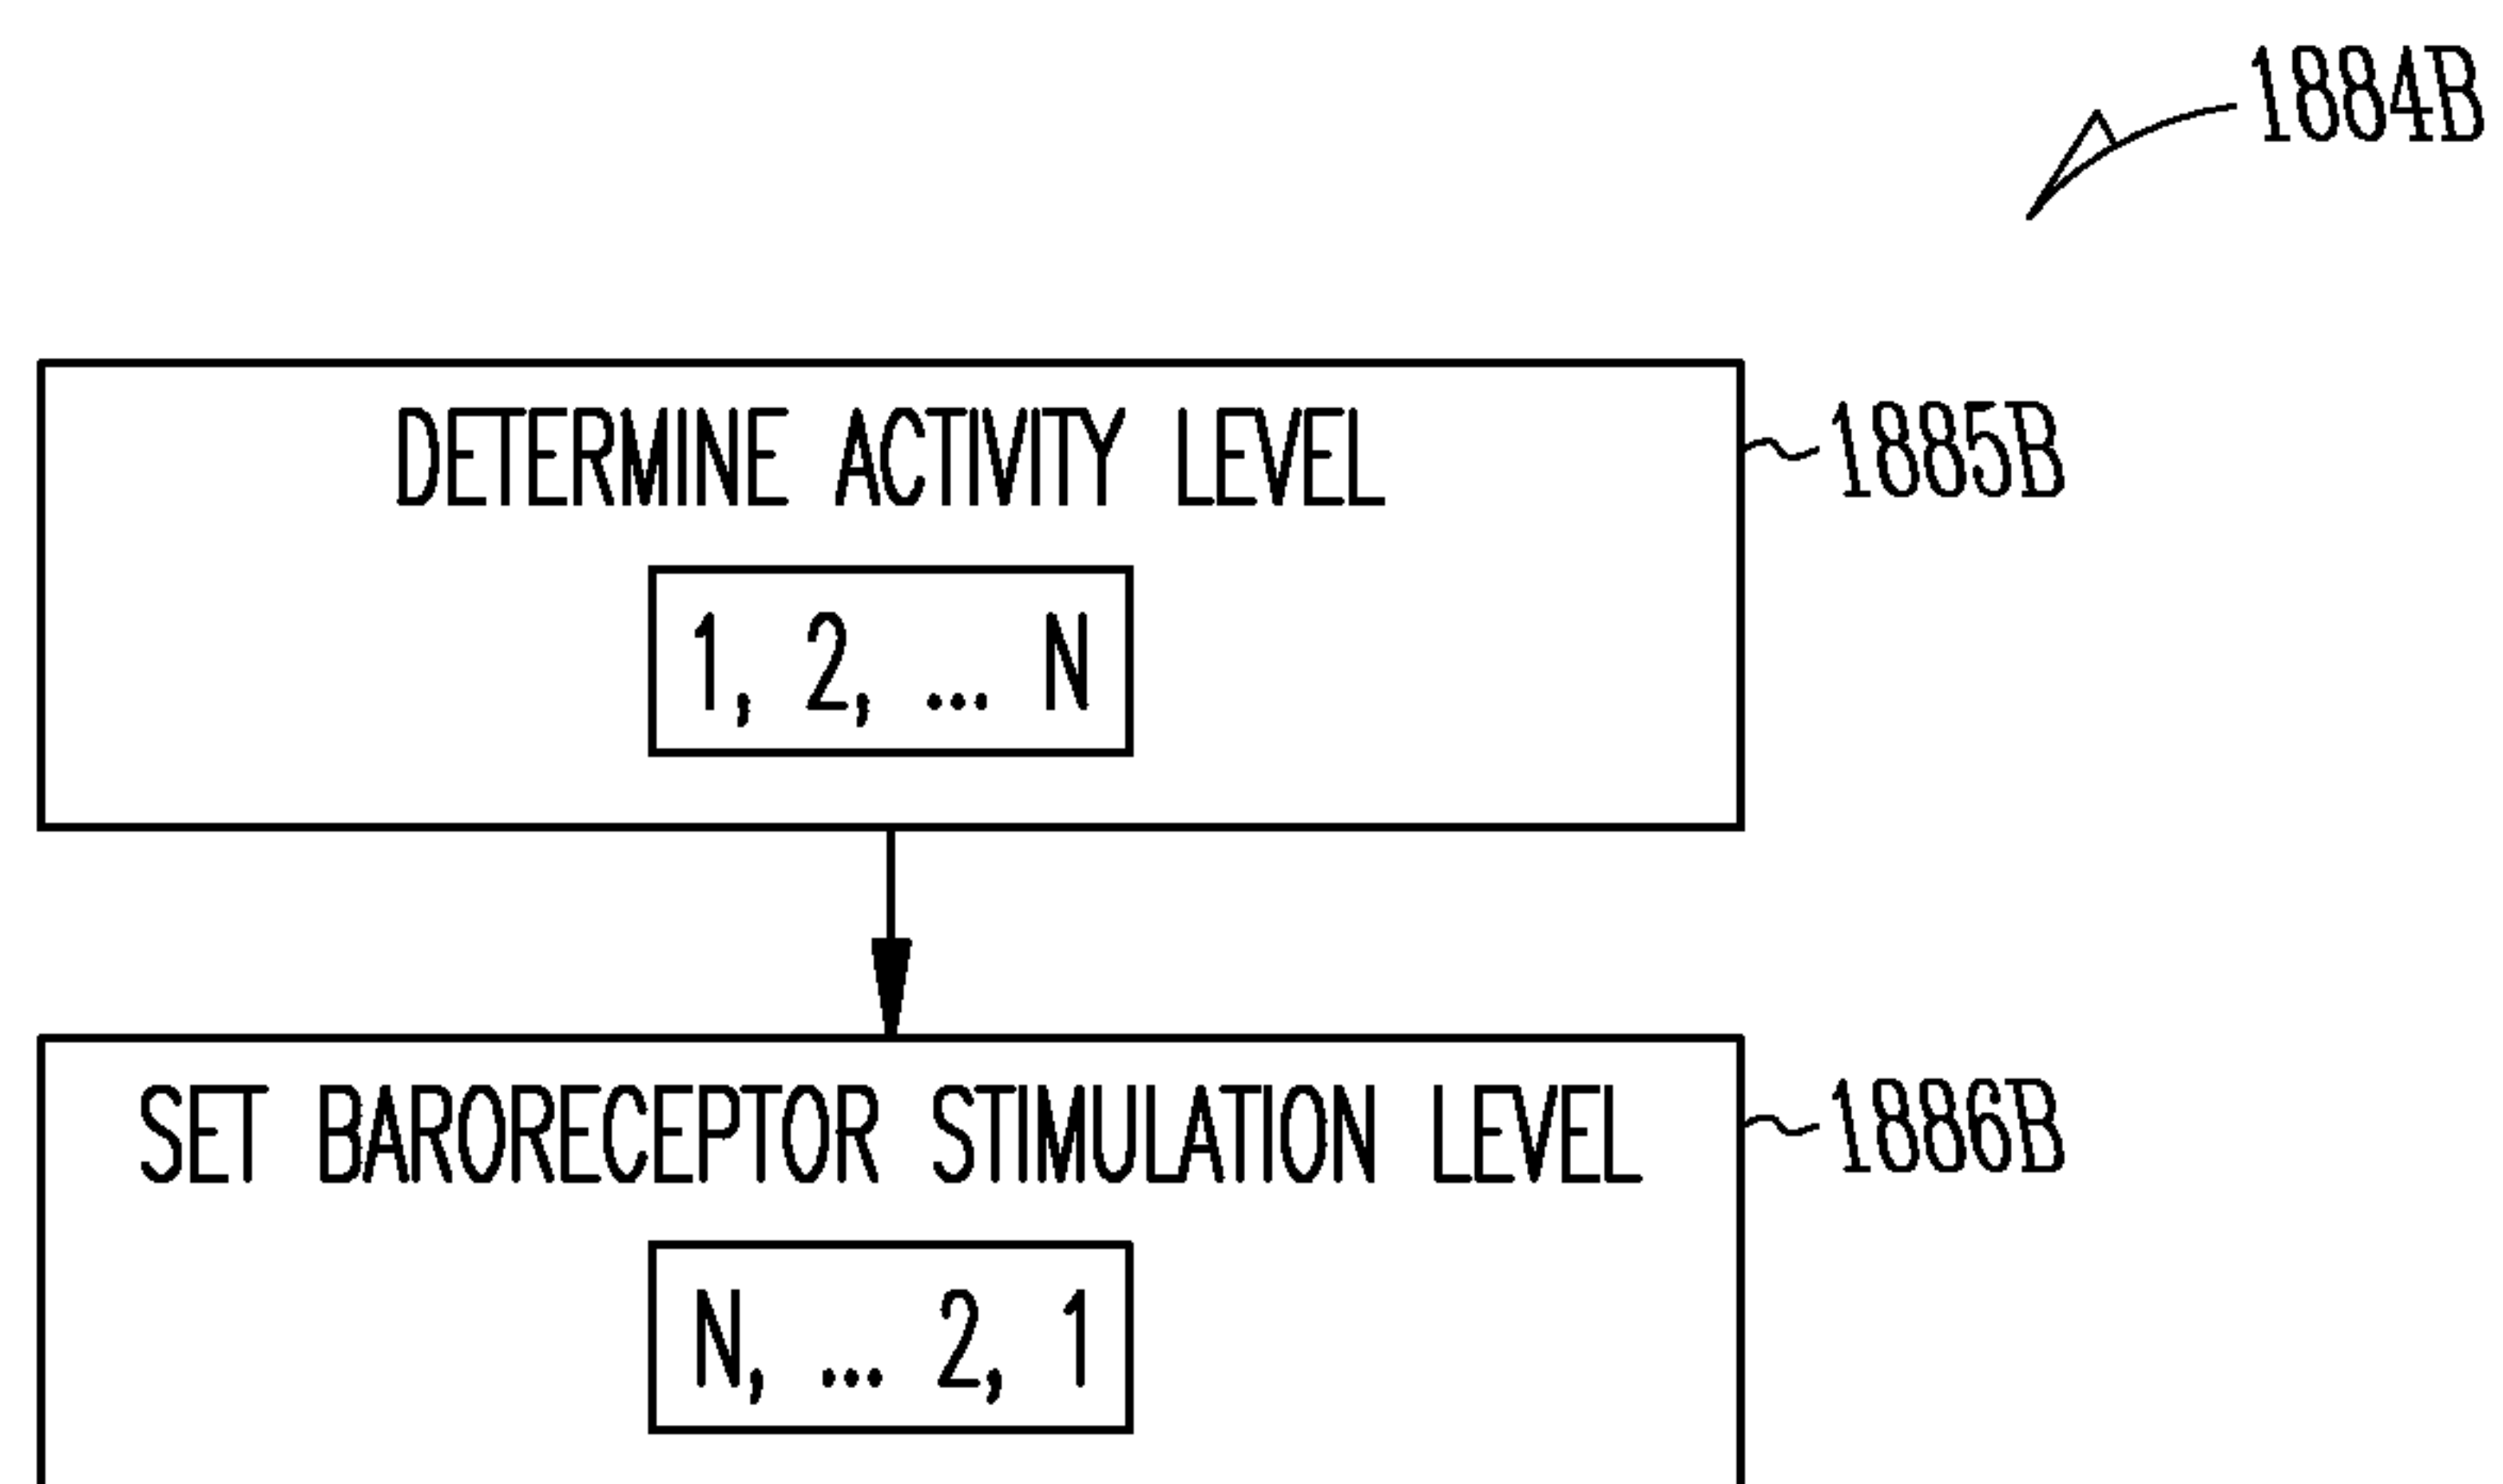 1884B
DETERMINE ACTIVITY LEVEL
1885B
1, 2, ... N
SET BARORECEPTOR STIMULATION LEVEL
1886B
N, ... 2, 1